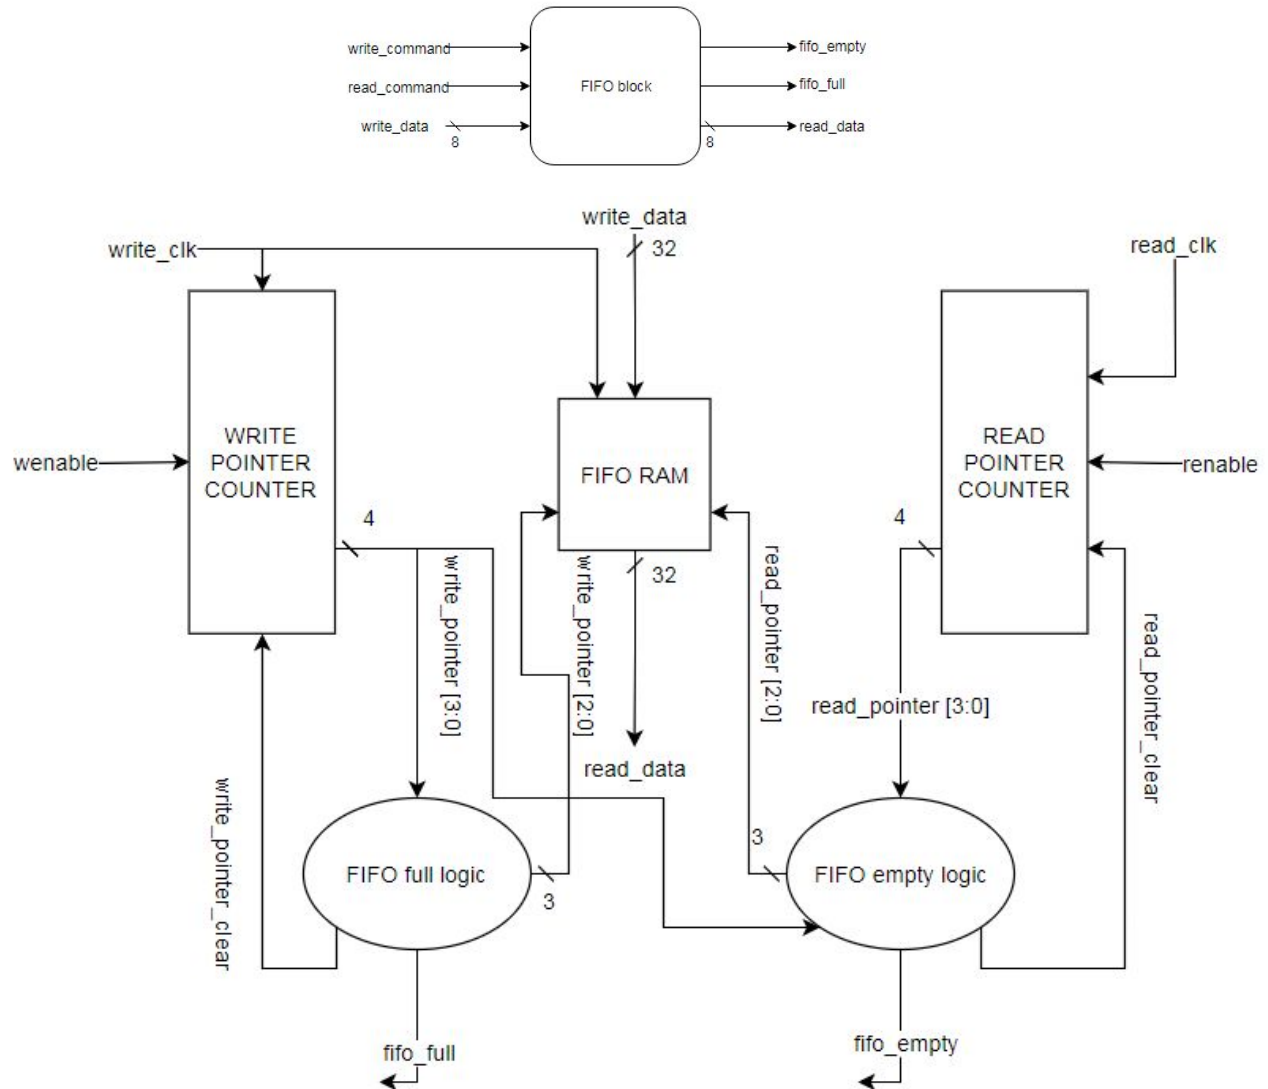 write_command
fifo_empty
read_command
FIFO block
fifo_full
write_data
8
8
read_data
write_data
write_clk
32
read_clk
wenable
WRITE
POINTER
COUNTER
FIFO RAM
READ
POINTER
COUNTER
renable
4
4
write_pointer [3:0]
write_pointer [2:0]
32
read_pointer [2:0]
read_pointer [3:0]
read_pointer_clear
read_data
write_pointer_clear
FIFO full logic
3
3
FIFO empty logic
fifo_full
fifo_empty